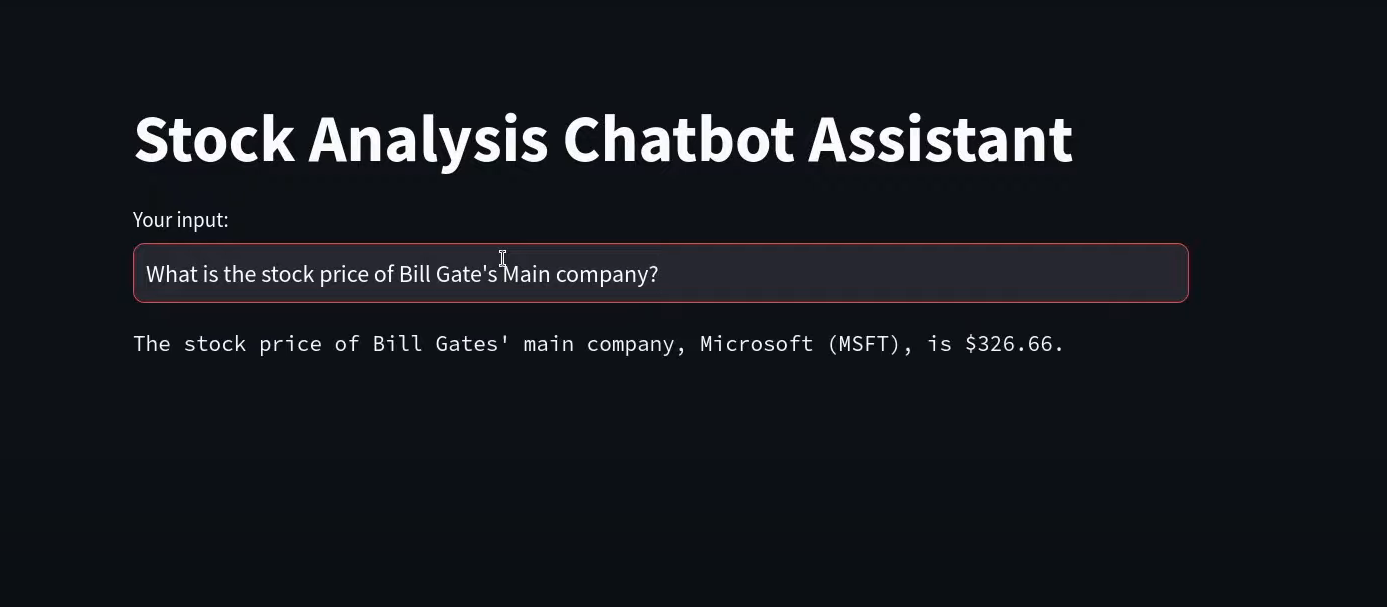 Stock Analysis Chatbot Assistant
Your input:
What is the stock price of Bill Gate's Main company?
The stock price of Bill Gates' main company, Microsoft (MSFT), is $326.66.